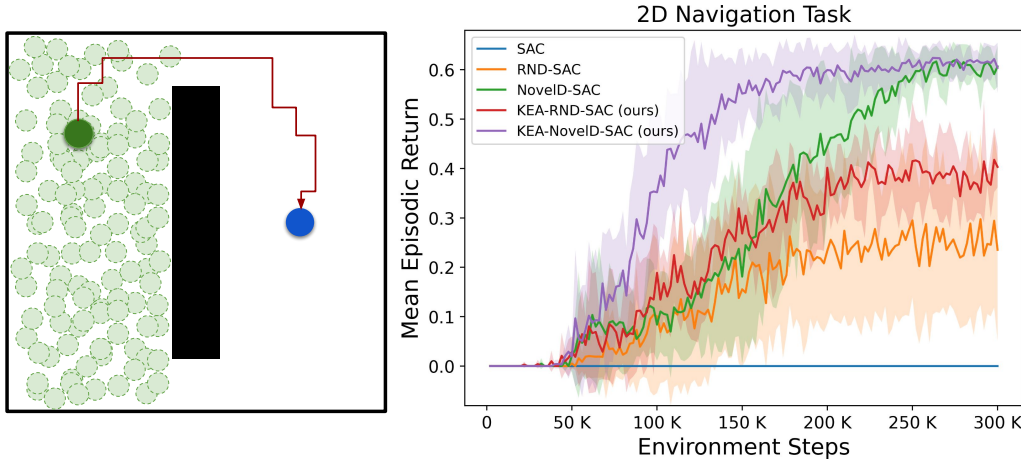 2D Navigation Task
SAC
RND-SAC
NovelD-SAC
KEA-RND-SAC (ours)
KEA-NovelD-SAC (ours)
Mean Episodic Return
0.6
0.5
0.4
0.3
0.2
0.1
0.0
0
50 K
100 K
150 K
200 K
250 K
300 K
Environment Steps